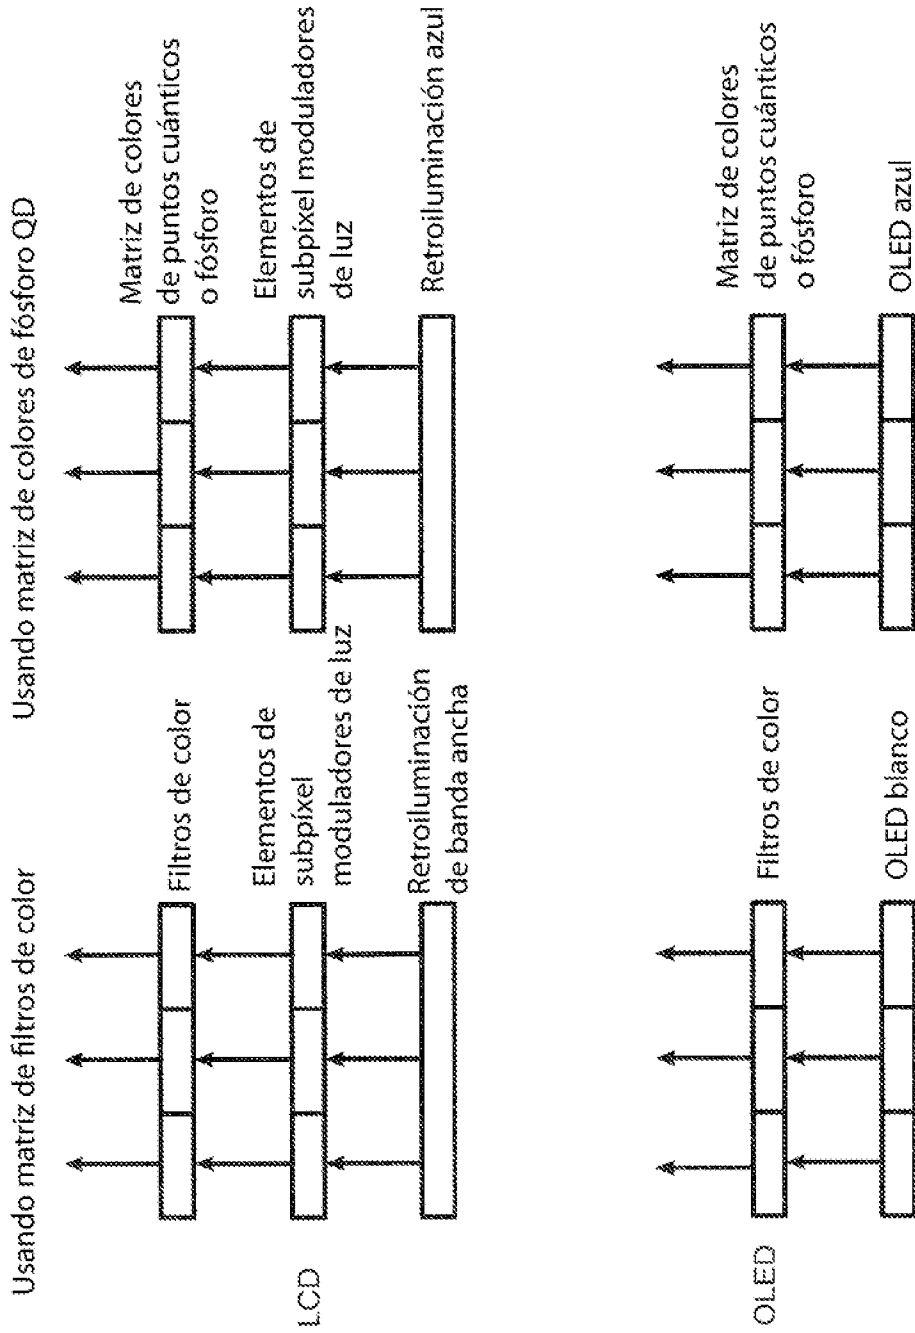 Usando matriz de filtros de color
Usando matriz de colores de fósforo QD
LCD
Filtros de color
Elementos de
subpíxel
moduladores de luz
Retroiluminación
de banda ancha
Matriz de colores
de puntos cuánticos
o fósforo
Elementos de
subpíxel moduladores
de luz
Retroiluminación azul
OLED
Filtros de color
OLED blanco
Matriz de colores
de puntos cuánticos
o fósforo
OLED azul